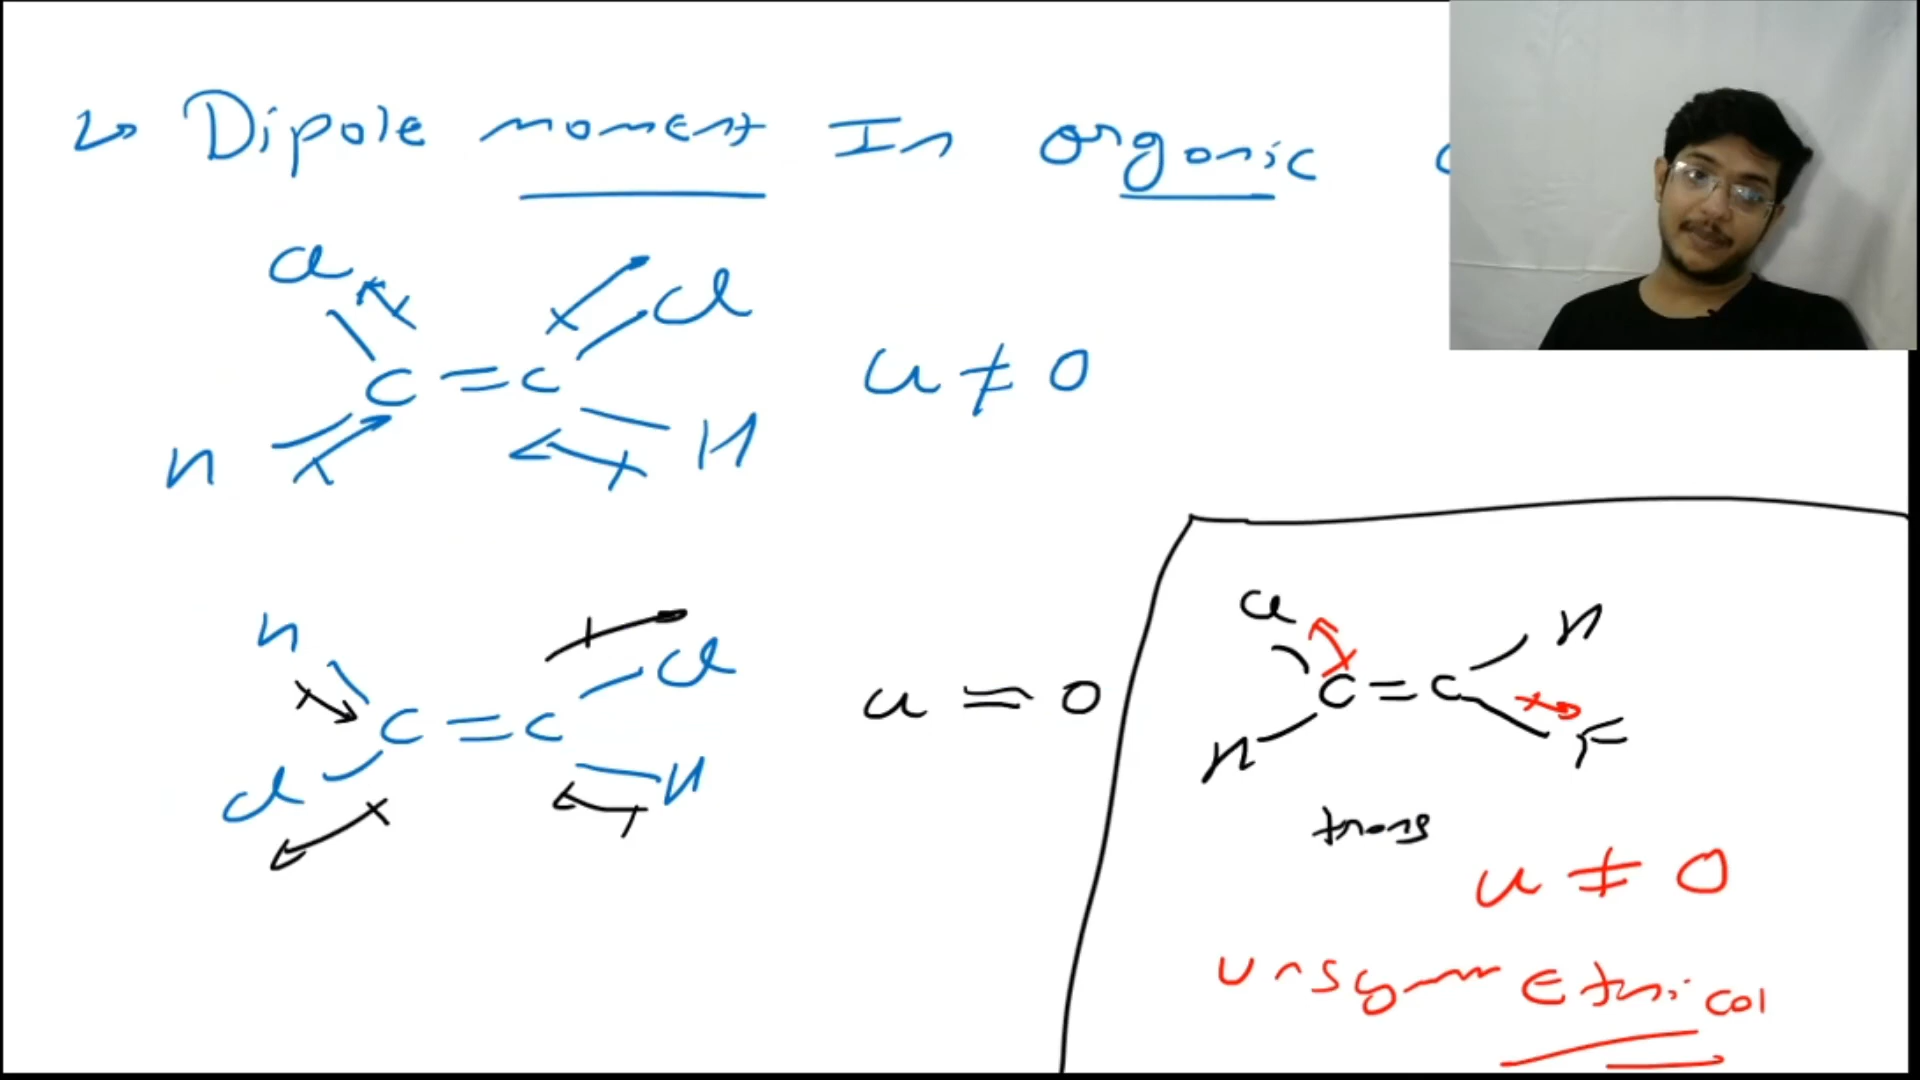 ↳ Dipole moment In organic c
Cl Cl
C = C μ ≠ 0
H H
H Cl
C = C μ = 0
Cl H
Cl H
C = C
H F
trans
μ ≠ 0
Unsymmetrical